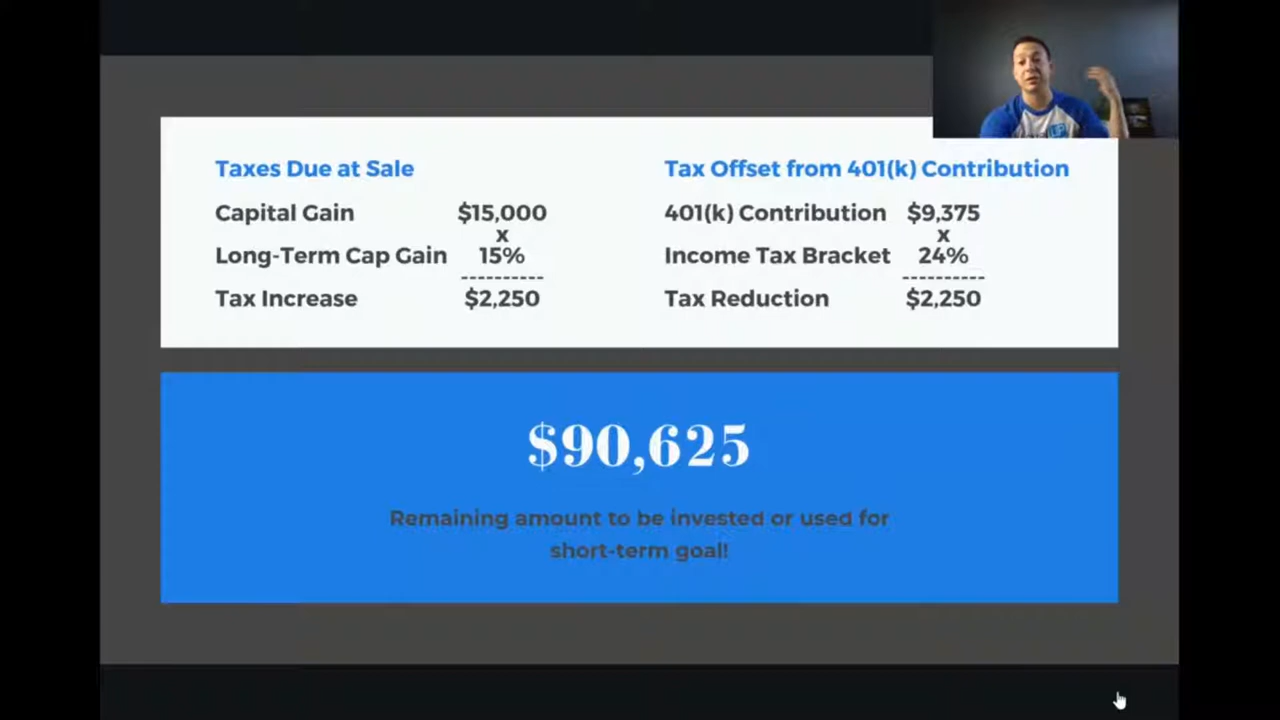 Taxes Due at Sale
Capital Gain $15,000
x
Long-Term Cap Gain 15%
----------
Tax Increase $2,250
Tax Offset from 401(k) Contribution
401(k) Contribution $9,375
x
Income Tax Bracket 24%
----------
Tax Reduction $2,250
$90,625
Remaining amount to be invested or used for
short-term goal!